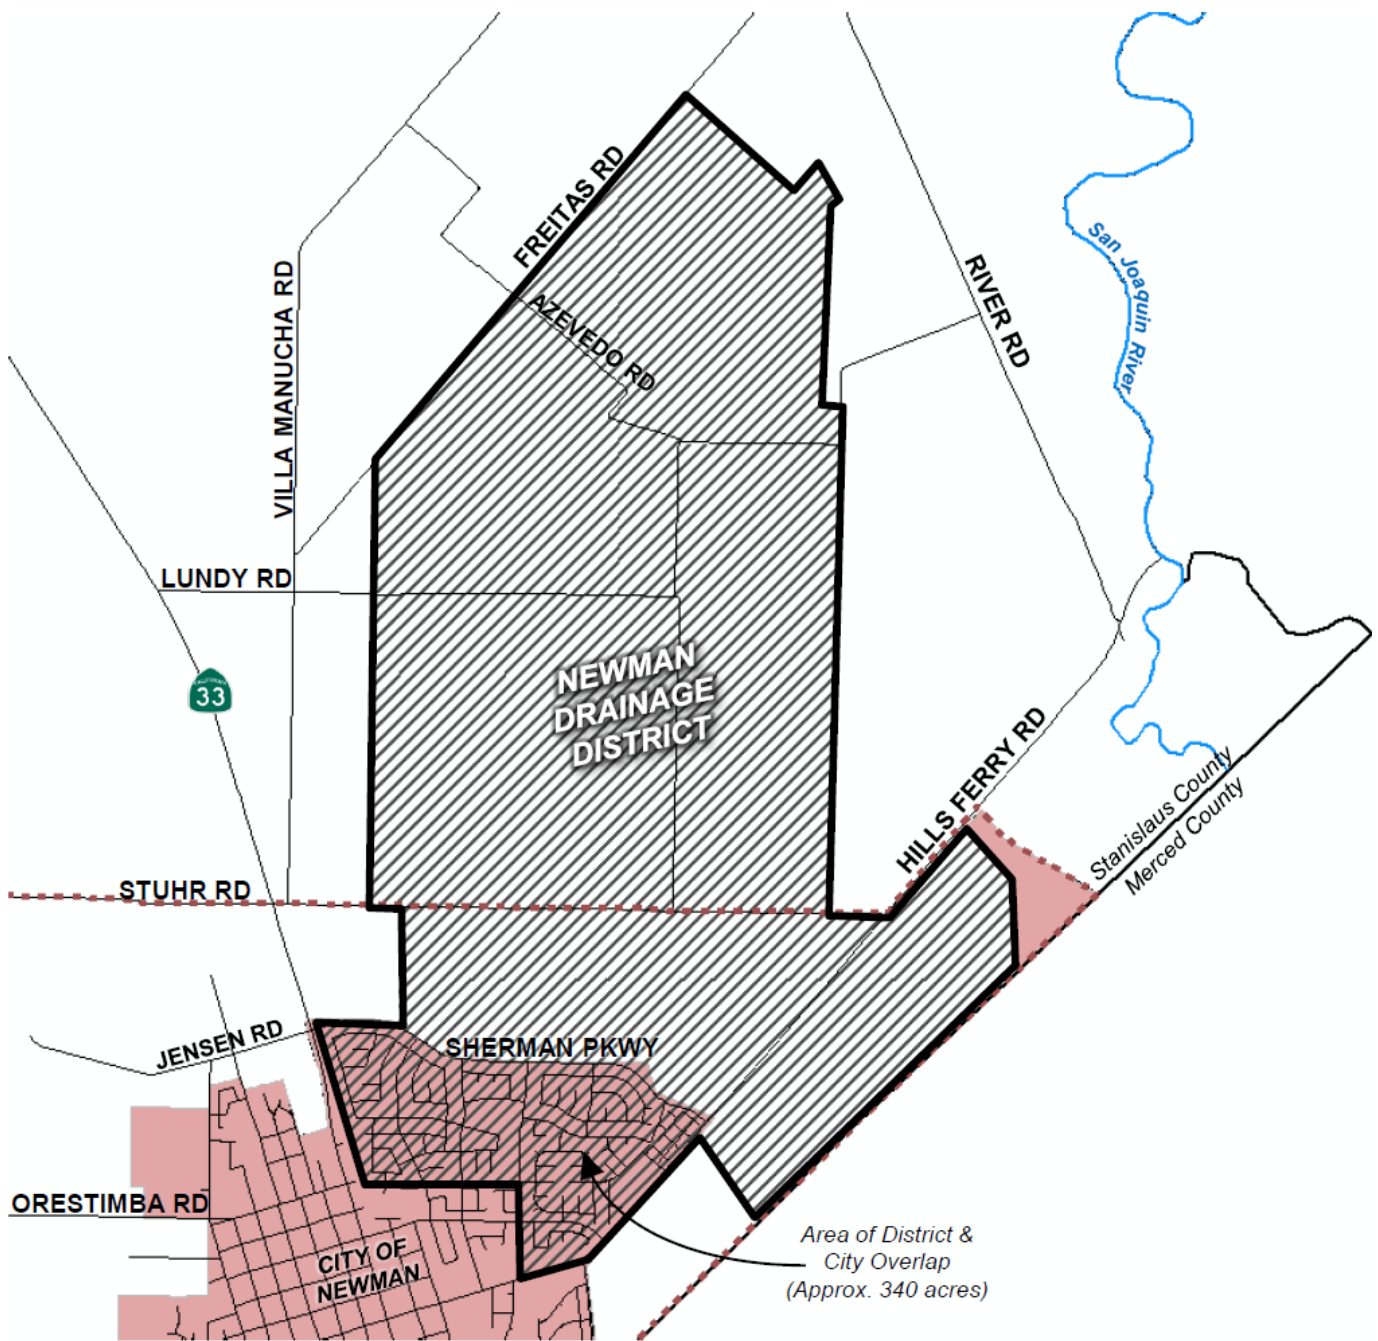 FREITAS RD
AZEVEDO RD
VILLA MANUCHA RD
RIVER RD
San Joaquin River
LUNDY RD
CALIFORNIA
33
NEWMAN
DRAINAGE
DISTRICT
HILLS FERRY RD
Stanislaus County
Merced County
STUHR RD
JENSEN RD
SHERMAN PKWY
ORESTIMBA RD
CITY OF
NEWMAN
Area of District &
City Overlap
(Approx. 340 acres)